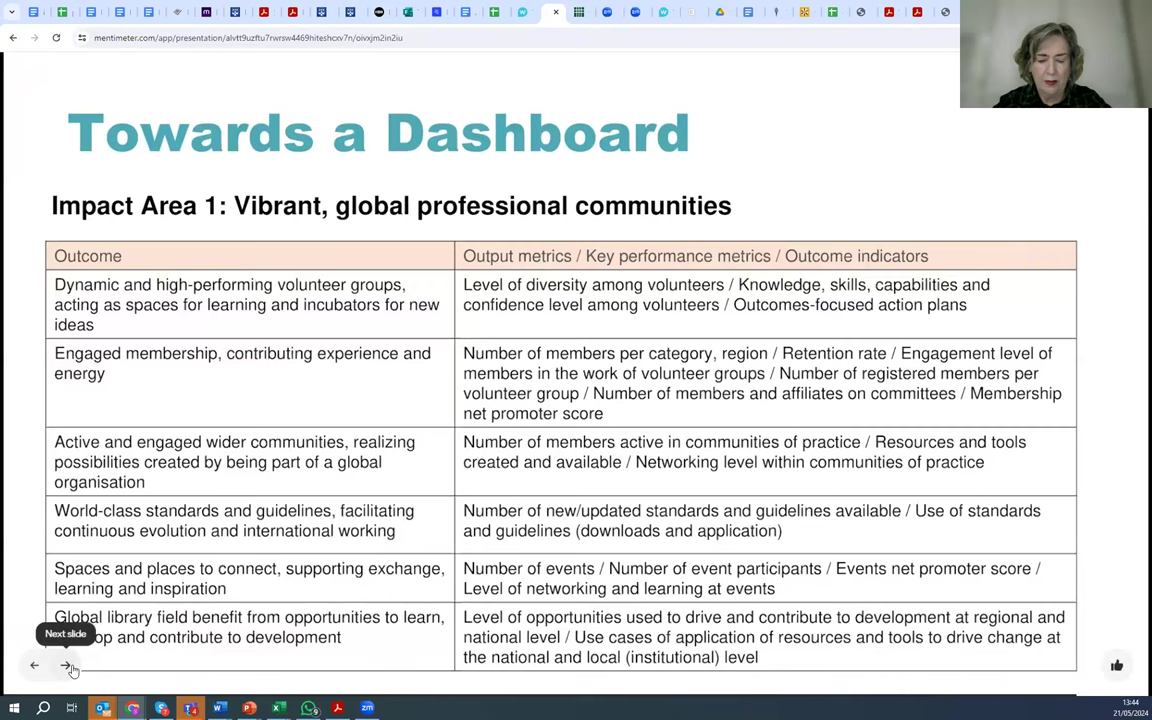 mentimeter.com/app/presentation/alvtt9uzftu7rwrsw4469hiteshcxv7n/oivxjm2in2iu
Towards a Dashboard
Impact Area 1: Vibrant, global professional communities
Outcome
Output metrics / Key performance metrics / Outcome indicators
Dynamic and high-performing volunteer groups,
acting as spaces for learning and incubators for new
ideas
Level of diversity among volunteers / Knowledge, skills, capabilities and
confidence level among volunteers / Outcomes-focused action plans
Engaged membership, contributing experience and
energy
Number of members per category, region / Retention rate / Engagement level of
members in the work of volunteer groups / Number of registered members per
volunteer group / Number of members and affiliates on committees / Membership
net promoter score
Active and engaged wider communities, realizing
possibilities created by being part of a global
organisation
Number of members active in communities of practice / Resources and tools
created and available / Networking level within communities of practice
World-class standards and guidelines, facilitating
continuous evolution and international working
Number of new/updated standards and guidelines available / Use of standards
and guidelines (downloads and application)
Spaces and places to connect, supporting exchange,
learning and inspiration
Number of events / Number of event participants / Events net promoter score /
Level of networking and learning at events
Global library field benefit from opportunities to learn,
op and contribute to development
Level of opportunities used to drive and contribute to development at regional and
national level / Use cases of application of resources and tools to drive change at
the national and local (institutional) level
Next slide
13:44
21/05/2024